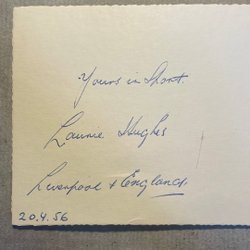 Yours in Sport.
Laurie Hughes
Liverpool & England.
20.4.56